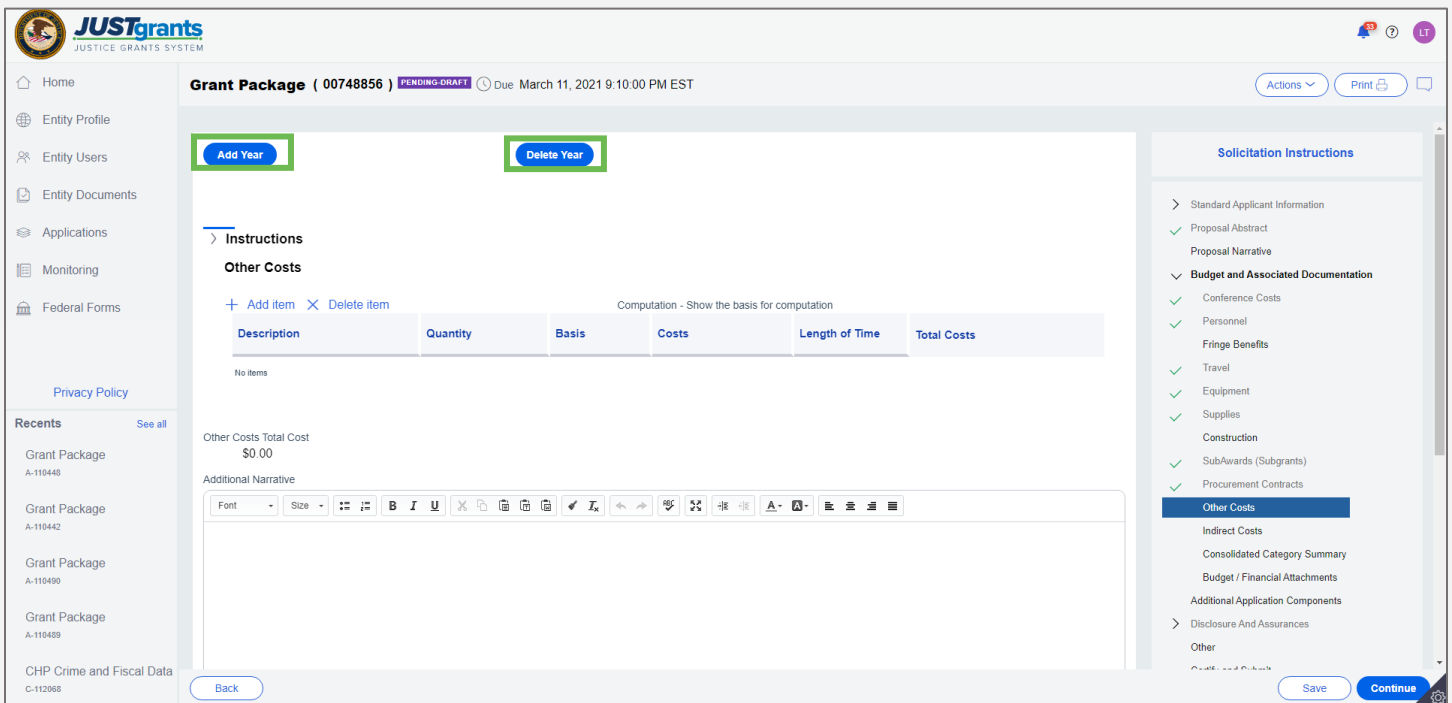 JUSTgrants
JUSTICE GRANTS SYSTEM
33
?
LT
Home
Entity Profile
Entity Users
Entity Documents
Applications
Monitoring
Federal Forms
Privacy Policy
Recents See all
Grant Package
A-110448
Grant Package
A-110442
Grant Package
A-110490
Grant Package
A-110489
CHP Crime and Fiscal Data
C-112068
Grant Package ( 00748856 ) PENDING-DRAFT Due March 11, 2021 9:10:00 PM EST
Actions Print
Add Year Delete Year
Instructions
Other Costs
Add item Delete item Computation - Show the basis for computation
Description Quantity Basis Costs Length of Time Total Costs
No items
Other Costs Total Cost
$0.00
Additional Narrative
Font Size B I U ABC A A
Back Save Continue
Solicitation Instructions
Standard Applicant Information
Proposal Abstract
Proposal Narrative
Budget and Associated Documentation
Conference Costs
Personnel
Fringe Benefits
Travel
Equipment
Supplies
Construction
SubAwards (Subgrants)
Procurement Contracts
Other Costs
Indirect Costs
Consolidated Category Summary
Budget / Financial Attachments
Additional Application Components
Disclosure And Assurances
Other
Certify and Submit